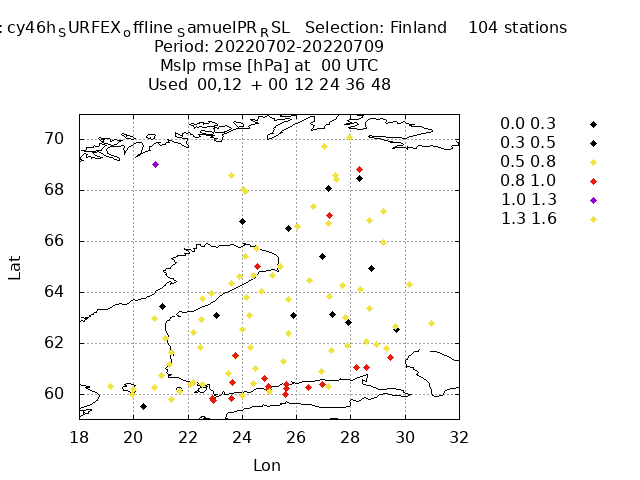 : cy46h_SURFEX_offline_SamuelPR_RSL Selection: Finland 104 stations
Period: 20220702-20220709
Mslp rmse [hPa] at 00 UTC
Used 00,12 + 00 12 24 36 48
0.0 0.3
0.3 0.5
0.5 0.8
0.8 1.0
1.0 1.3
1.3 1.6
70
68
66
64
62
60
Lat
18 20 22 24 26 28 30 32
Lon